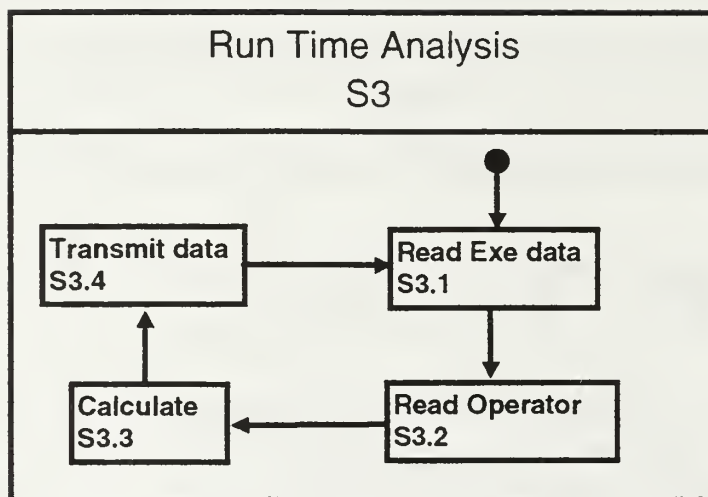 Run Time Analysis
S3
Transmit data
S3.4
Read Exe data
S3.1
Calculate
S3.3
Read Operator
S3.2